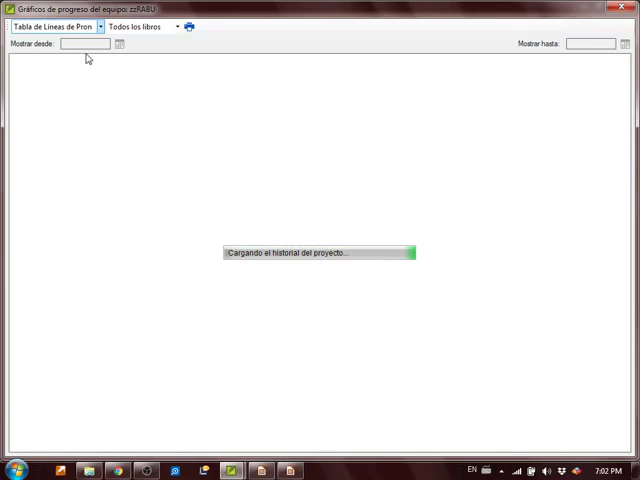 Gráficos de progreso del equipo: zzRABU
Tabla de Líneas de Pron Todos los libros
Mostrar desde: Mostrar hasta:
Cargando el historial del proyecto...
EN 7:02 PM